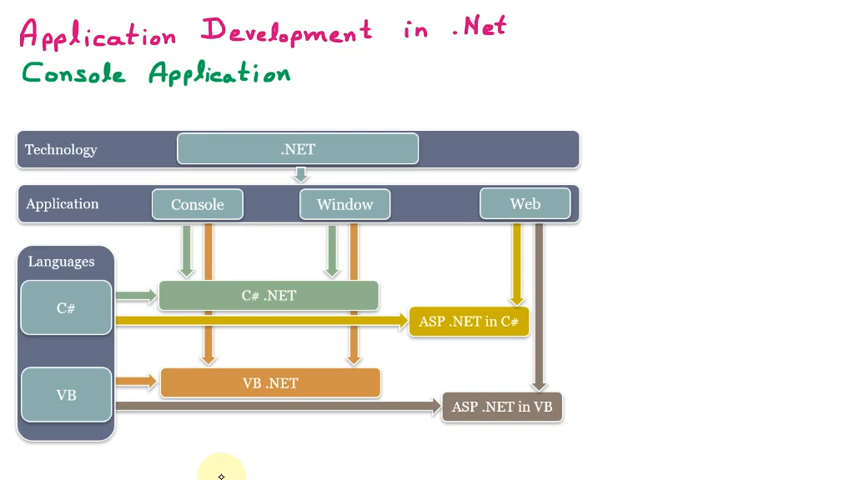 Application Development in .Net
Console Application
Technology
.NET
Application
Console
Window
Web
Languages
C#
C# .NET
ASP .NET in C#
VB
VB .NET
ASP .NET in VB